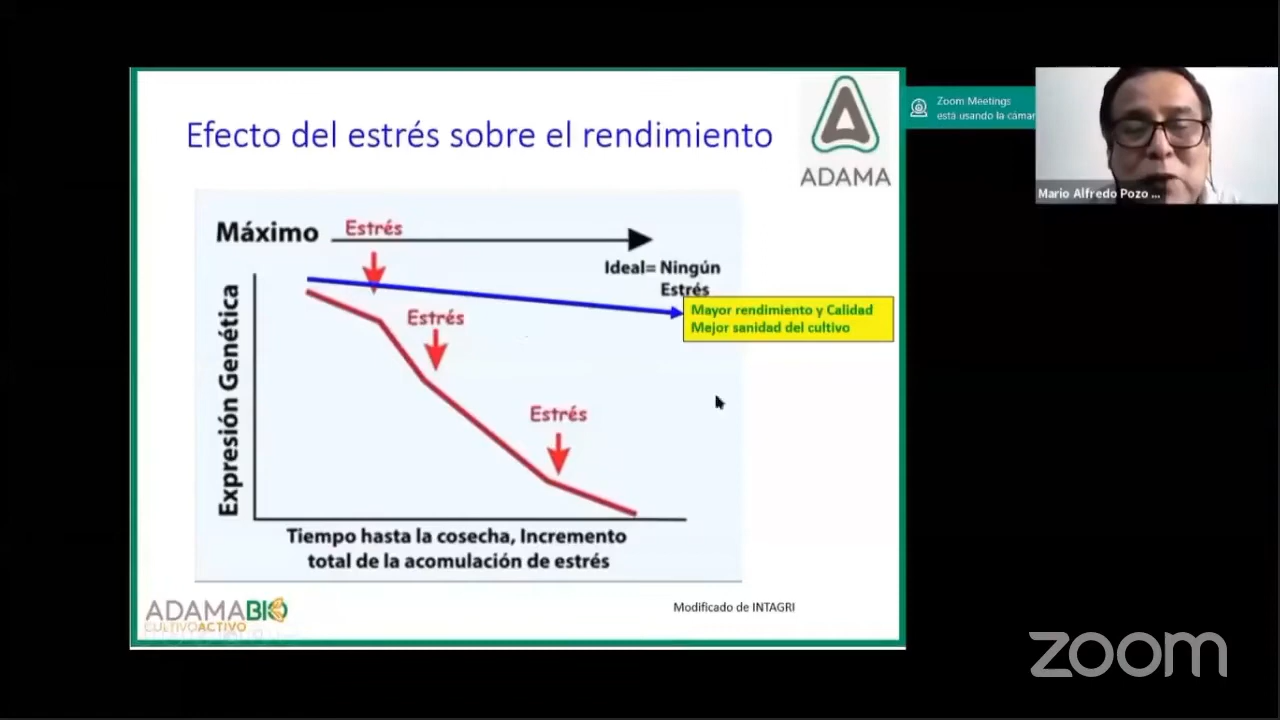 Efecto del estrés sobre el rendimiento
ADAMA
Máximo
Estrés
Ideal= Ningún
Estrés
Mayor rendimiento y Calidad
Mejor sanidad del cultivo
Estrés
Estrés
Expresión Genética
Tiempo hasta la cosecha, Incremento
total de la acomulación de estrés
ADAMABIO
CULTIVOACTIVO
Modificado de INTAGRI
Zoom Meetings
está usando la cámar
Mario Alfredo Pozo ...
zoom